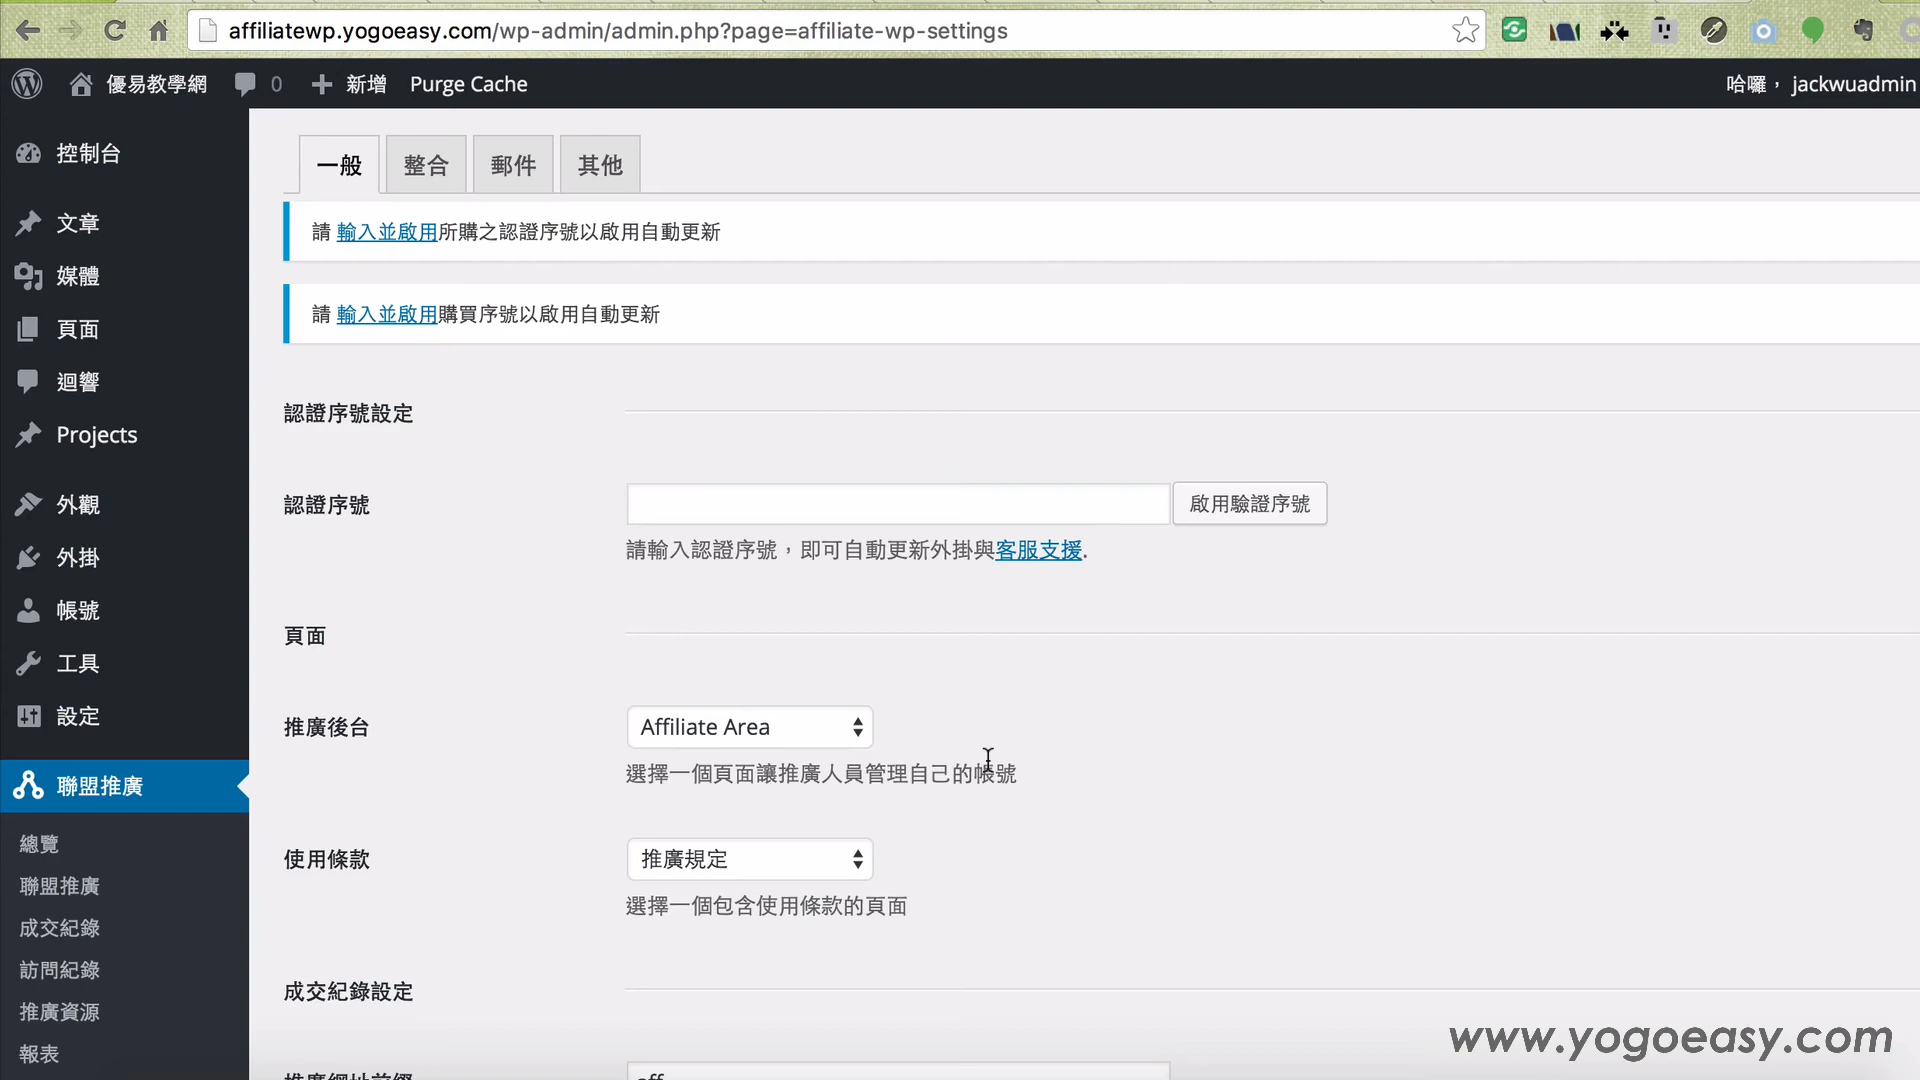 affiliatewp.yogoeasy.com/wp-admin/admin.php?page=affiliate-wp-settings
優易教學網 0 新增 Purge Cache 哈囉， jackwuadmin
控制台
文章
媒體
頁面
迴響
Projects
外觀
外掛
帳號
工具
設定
聯盟推廣
總覽
聯盟推廣
成交紀錄
訪問紀錄
推廣資源
報表
一般 整合 郵件 其他
請 輸入並啟用所購之認證序號以啟用自動更新
請 輸入並啟用購買序號以啟用自動更新
認證序號設定
認證序號 啟用驗證序號
請輸入認證序號，即可自動更新外掛與客服支援.
頁面
推廣後台 Affiliate Area
選擇一個頁面讓推廣人員管理自己的帳號
使用條款 推廣規定
選擇一個包含使用條款的頁面
成交紀錄設定
www.yogoeasy.com